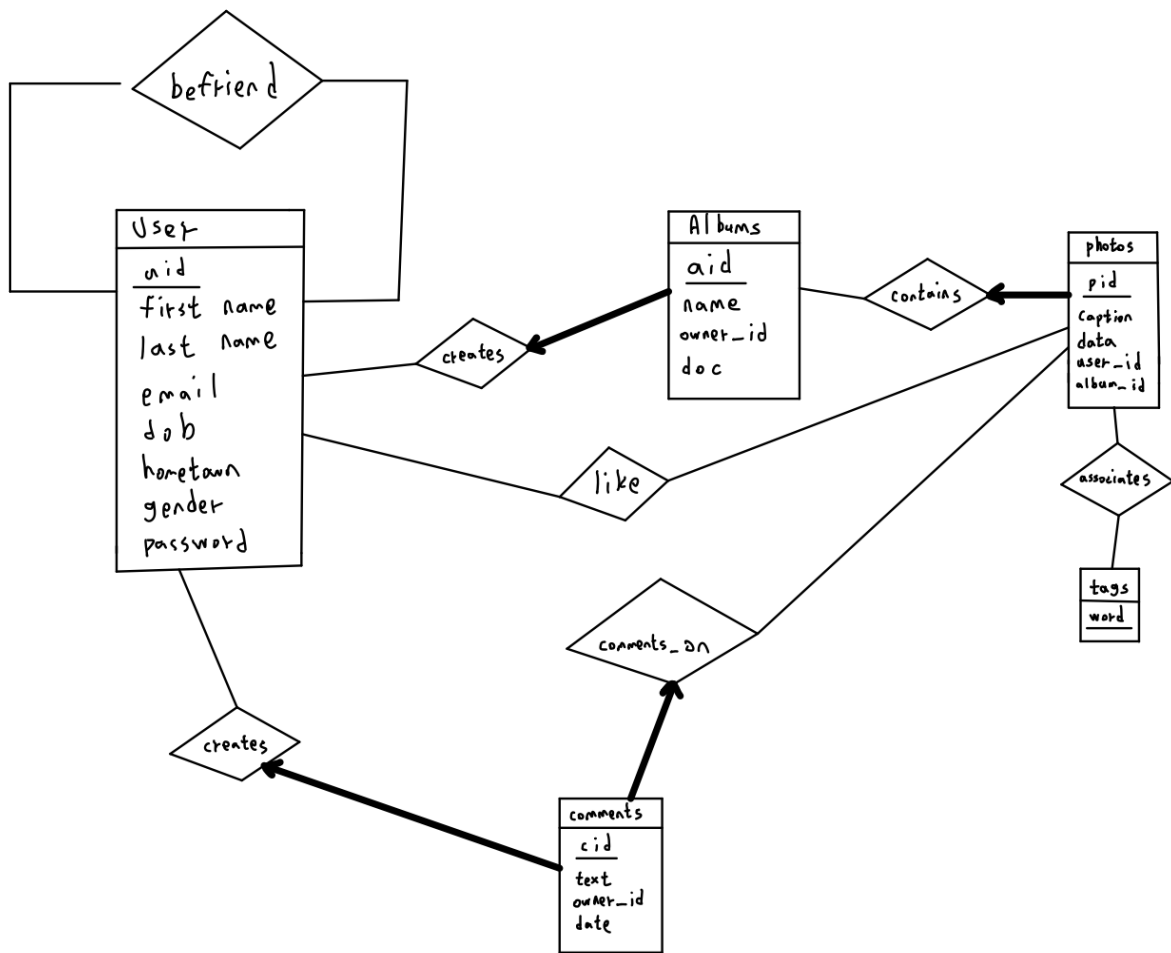 befriend
User
uid
first name
last name
email
dob
hometown
gender
password
creates
Albums
aid
name
owner_id
doc
contains
photos
pid
caption
data
user_id
album_id
like
associates
tags
word
comments_on
creates
comments
cid
text
owner_id
date